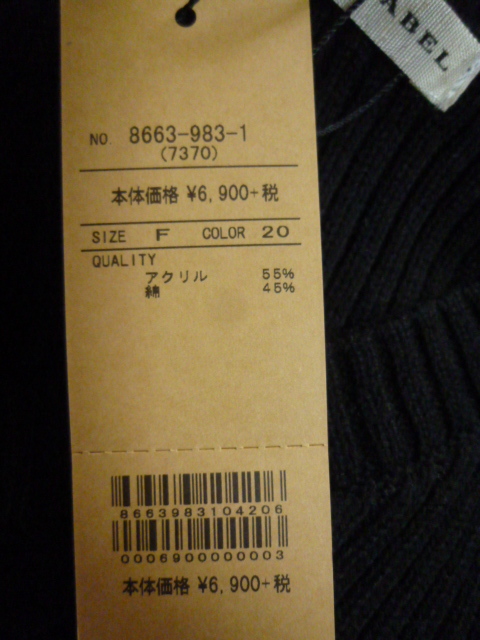 ABEL
NO. 8663-983-1
(7370)
本体価格 ¥6,900+税
SIZE F COLOR 20
QUALITY
アクリル 55%
綿 45%
8663983104206
0006900000003
本体価格 ¥6,900+税